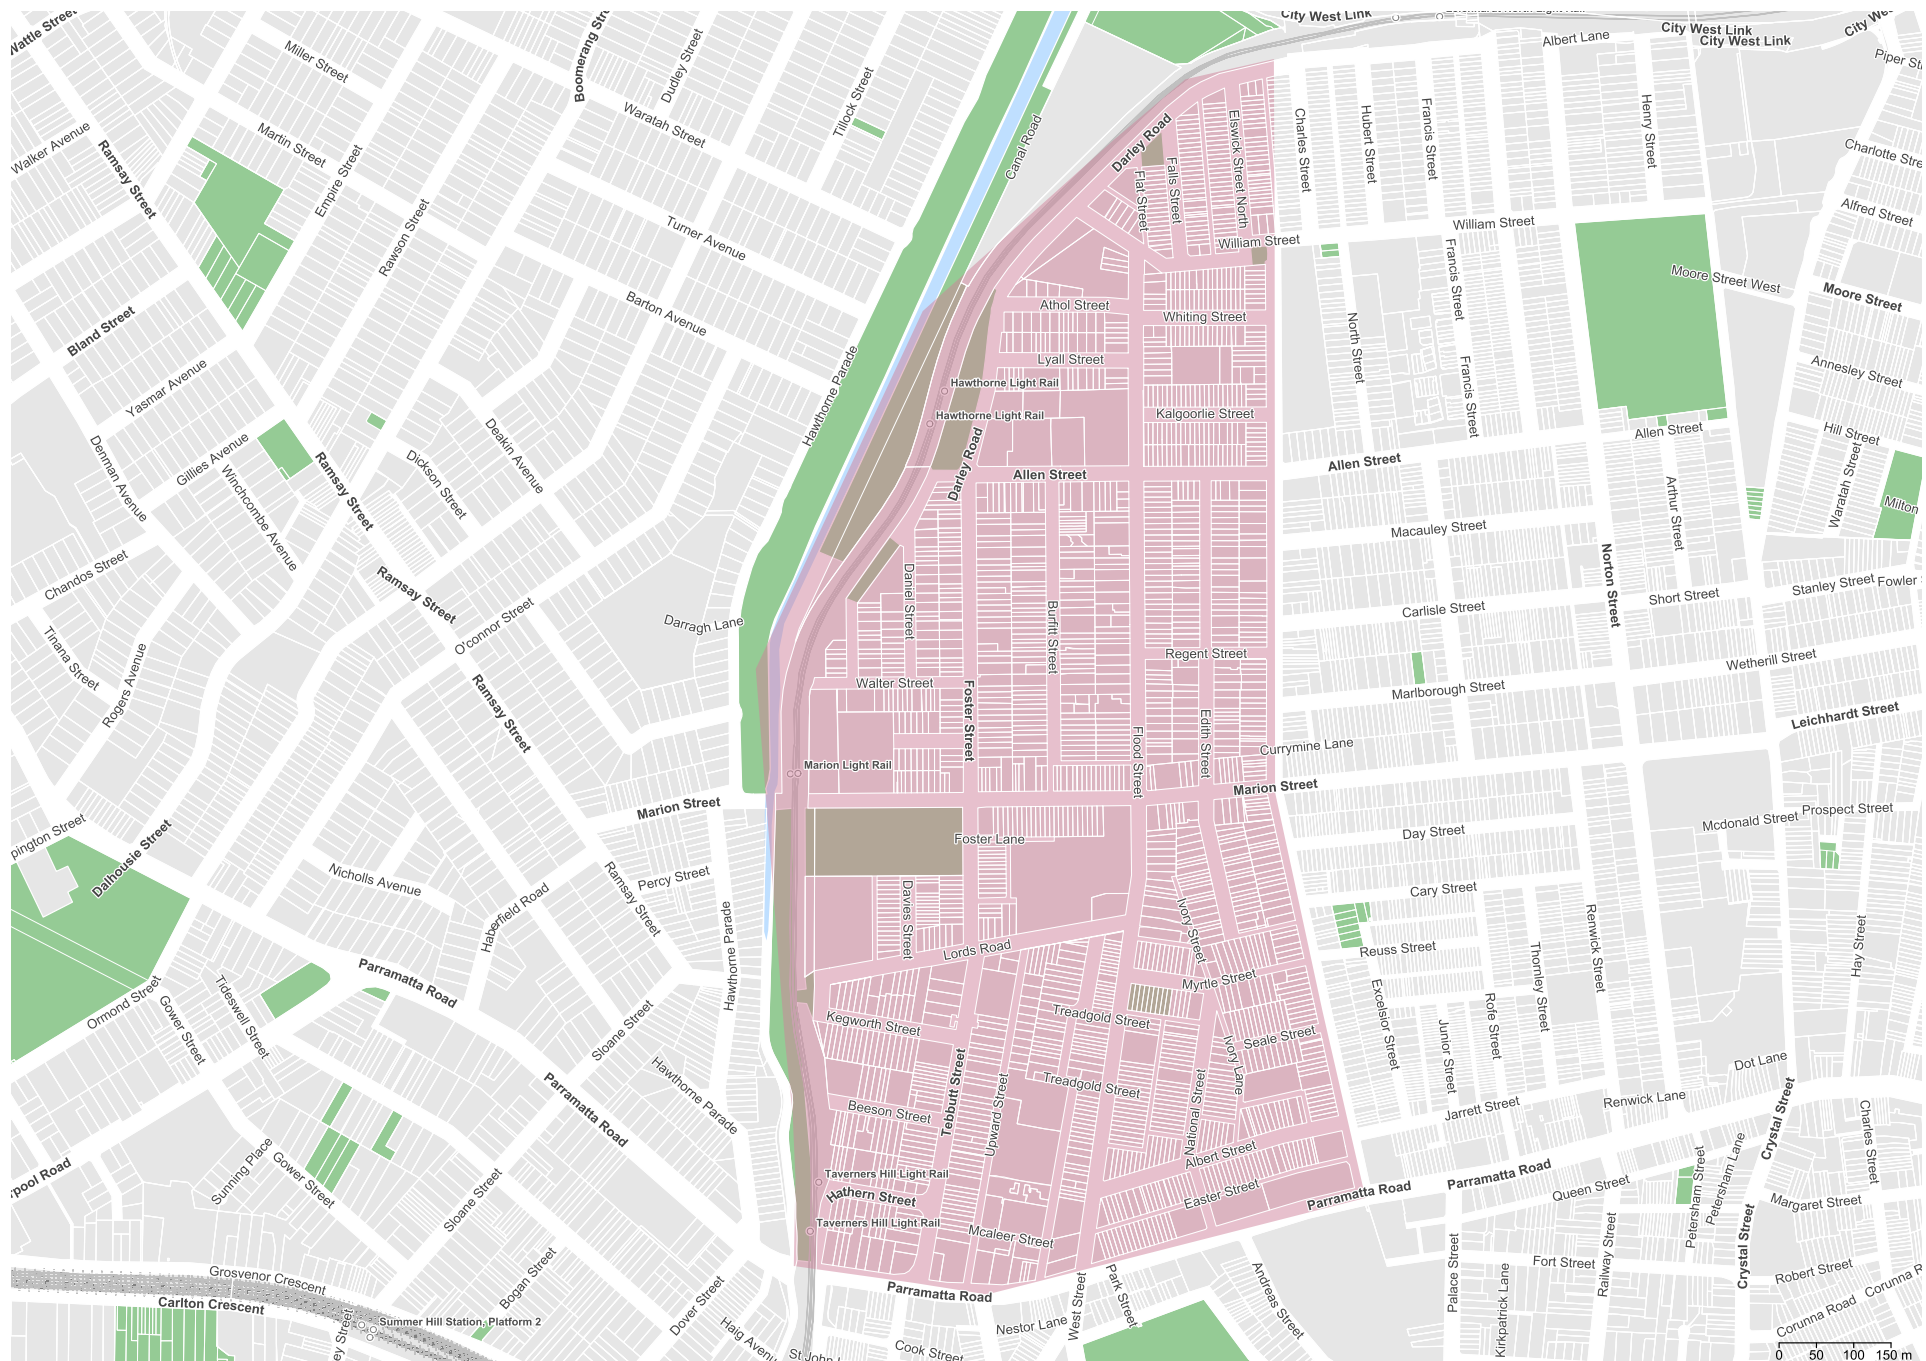 Wattle Street
Miller Street
Boomerang Str
Dudley Street
Tillock Street
Waratah Street
City West Link
City West Link
City West Link
City We
Albert Lane
Piper St
Walker Avenue
Ramsay Street
Martin Street
Empire Street
Rawson Street
Canal Road
Darley Road
Elswick Street North
Charles Street
Hubert Street
Francis Street
Henry Street
Charlotte Stre
Flat Street
Falls Street
Alfred Street
Turner Avenue
William Street
William Street
Francis Street
Moore Street West
Moore Street
Bland Street
Barton Avenue
Athol Street
Whiting Street
North Street
Lyall Street
Yasmar Avenue
Hawthorne Parade
Hawthorne Light Rail
Hawthorne Light Rail
Kalgoorlie Street
Francis Street
Annesley Street
Allen Street
Hill Street
Denman Avenue
Gillies Avenue
Winchcombe Avenue
Ramsay Street
Dickson Street
Deakin Avenue
Darley Road
Allen Street
Allen Street
Arthur Street
Waratah Street
Milton
Macauley Street
Chandos Street
Ramsay Street
O'connor Street
Daniel Street
Burfitt Street
Norton Street
Carlisle Street
Short Street
Stanley Street
Fowler
Darragh Lane
Tinana Street
Rogers Avenue
Ramsay Street
Walter Street
Foster Street
Regent Street
Wetherill Street
Marlborough Street
Leichhardt Street
Flood Street
Edith Street
Currymine Lane
Marion Light Rail
Marion Street
Marion Street
pington Street
Dalhousie Street
Foster Lane
Day Street
Mcdonald Street
Prospect Street
Nicholls Avenue
Haberfield Road
Ramsay Street
Percy Street
Hawthorne Parade
Davies Street
Lords Road
Ivory Street
Cary Street
Renwick Street
Hay Street
Reuss Street
Thornley Street
Parramatta Road
Ormond Street
Gower Street
Tideswell Street
Sloane Street
Kegworth Street
Treadgold Street
Myrtle Street
Excelsior Street
Rofe Street
Junior Street
Seale Street
Ivory Lane
Hawthorne Parade
Parramatta Road
Tebbutt Street
Upward Street
Treadgold Street
National Street
Dot Lane
Beeson Street
Jarrett Street
Renwick Lane
Crystal Street
Charles Street
rpool Road
Sunning Place
Gower Street
Sloane Street
Albert Street
Taverners Hill Light Rail
Hathern Street
Taverners Hill Light Rail
Easter Street
Parramatta Road
Parramatta Road
Queen Street
Petersham Street
Petersham Lane
Margaret Street
Mcaleer Street
Crystal Street
Grosvenor Crescent
Carlton Crescent
Bogan Street
Dover Street
Summer Hill Station, Platform 2
ey Street
Haig Avenu
St John
Parramatta Road
Nestor Lane
Cook Street
West Street
Park Street
Andreas Street
Palace Street
Kirkpatrick Lane
Fort Street
Railway Street
Robert Street
Corunna R
Corunna Road
0 50 100 150 m